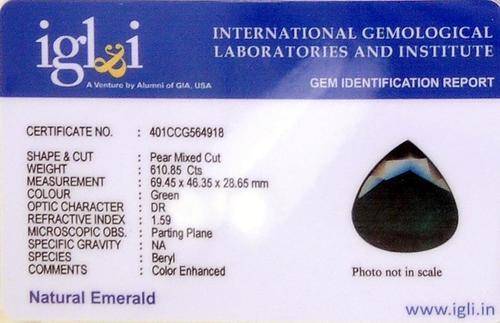 igl&i
A Venture by Alumni of GIA, USA
INTERNATIONAL GEMOLOGICAL
LABORATORIES AND INSTITUTE
GEM IDENTIFICATION REPORT
CERTIFICATE NO. : 401CCG564918
SHAPE & CUT : Pear Mixed Cut
WEIGHT : 610.85 Cts
MEASUREMENT : 69.45 x 46.35 x 28.65 mm
COLOUR : Green
OPTIC CHARACTER : DR
REFRACTIVE INDEX : 1.59
MICROSCOPIC OBS. : Parting Plane
SPECIFIC GRAVITY : NA
SPECIES : Beryl
COMMENTS : Color Enhanced
Photo not in scale
Natural Emerald
www.igli.in